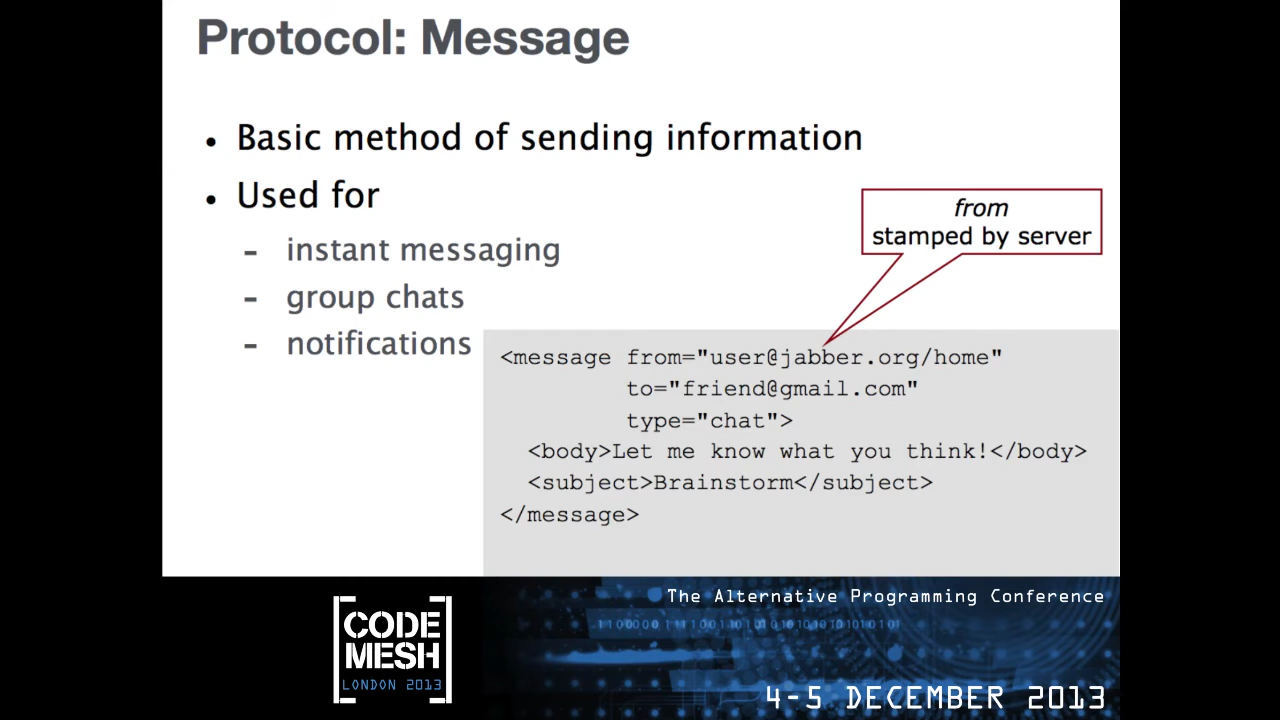 Protocol: Message
• Basic method of sending information
• Used for
- instant messaging
- group chats
- notifications
from
stamped by server
<message from="user@jabber.org/home"
to="friend@gmail.com"
type="chat">
<body>Let me know what you think!</body>
<subject>Brainstorm</subject>
</message>
The Alternative Programming Conference
CODE
MESH
LONDON 2013
4-5 DECEMBER 2013